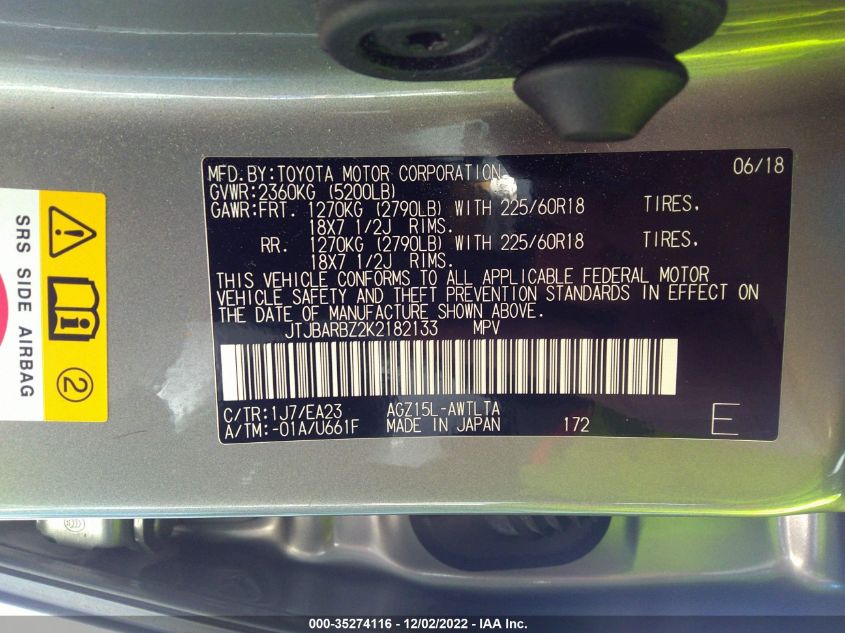 MFD.BY:TOYOTA MOTOR CORPORATION 06/18
GVWR:2360KG (5200LB)
GAWR:FRT. 1270KG (2790LB) WITH 225/60R18 TIRES.
18X7 1/2J RIMS.
RR. 1270KG (2790LB) WITH 225/60R18 TIRES.
18X7 1/2J RIMS.
THIS VEHICLE CONFORMS TO ALL APPLICABLE FEDERAL MOTOR
VEHICLE SAFETY AND THEFT PREVENTION STANDARDS IN EFFECT ON
THE DATE OF MANUFACTURE SHOWN ABOVE.
JTJBARBZ2K2182133 MPV
C/TR:1J7/EA23 AGZ15L-AWTLTA
A/TM:-01A/U661F MADE IN JAPAN 172 E
SRS SIDE AIRBAG
2
000-35274116 - 12/02/2022 - IAA Inc.